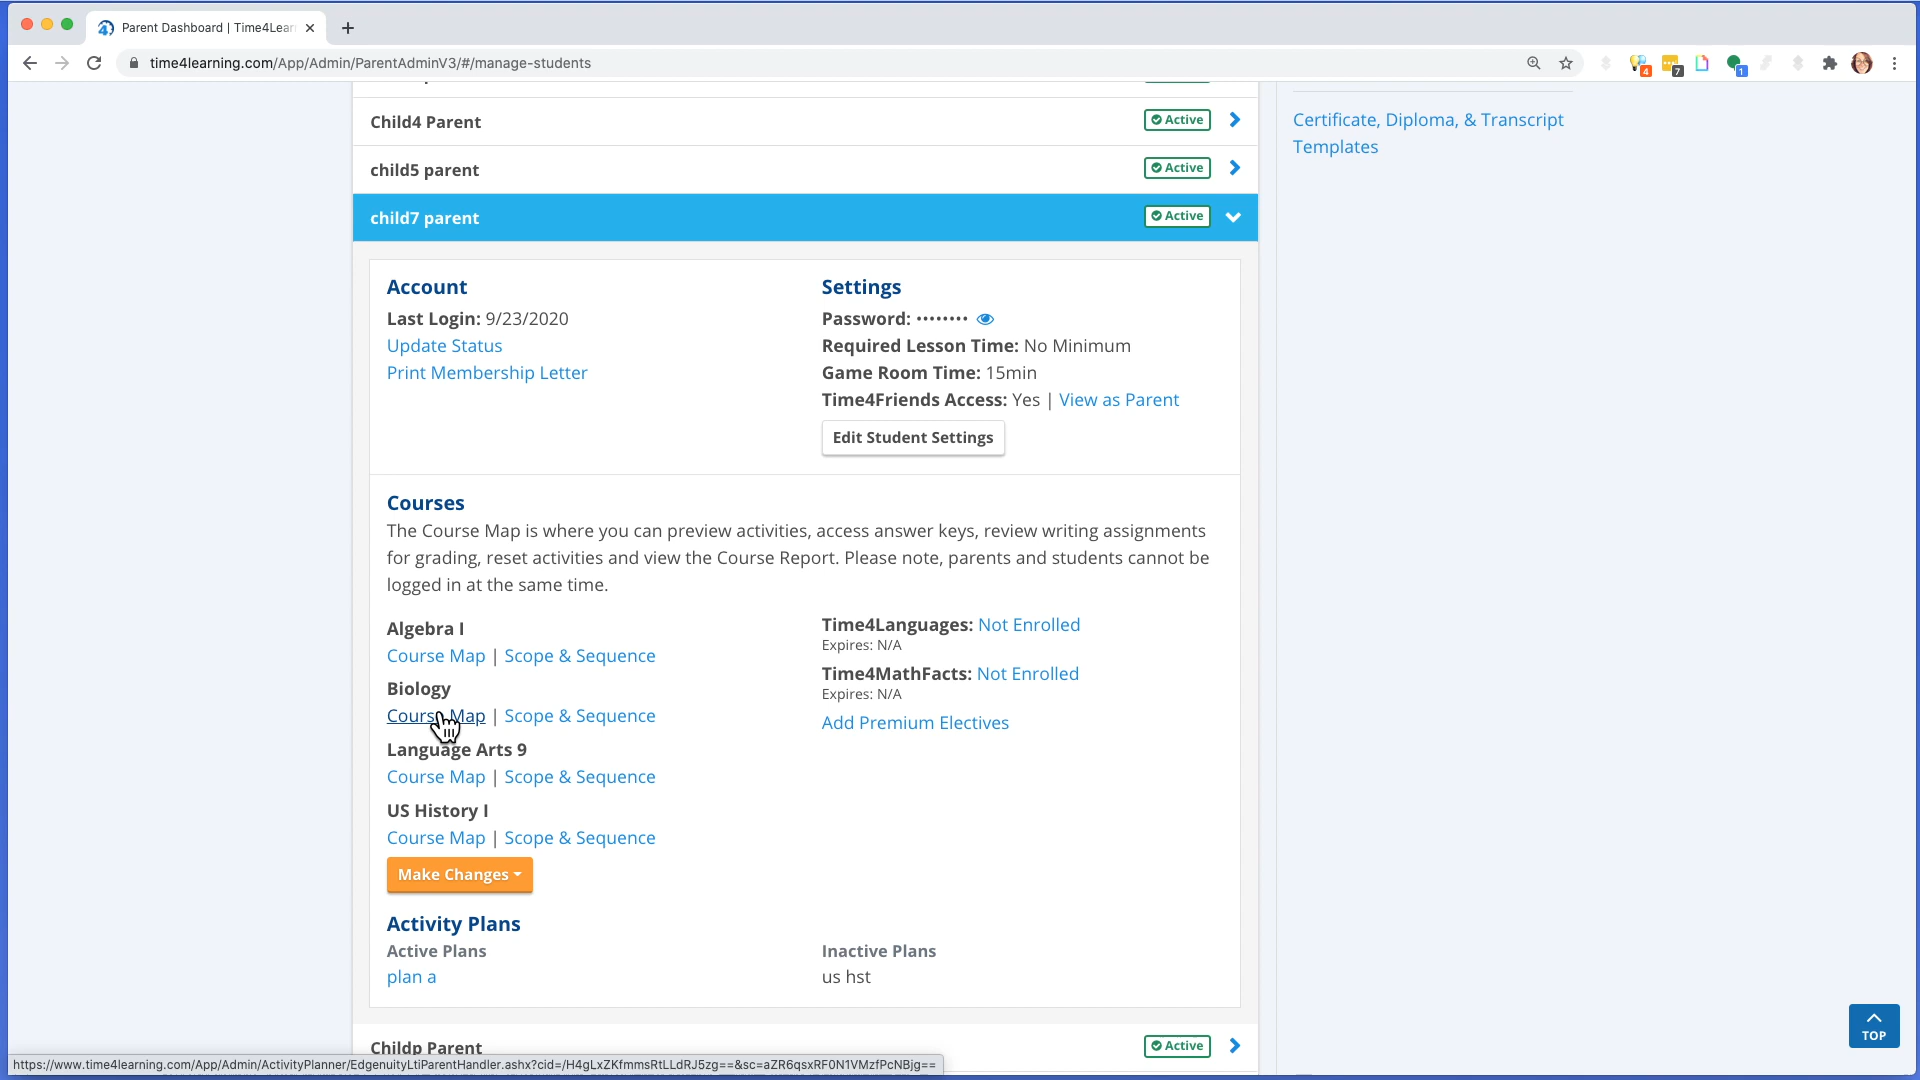 Parent Dashboard | Time4Lear
time4learning.com/App/Admin/ParentAdminV3/#/manage-students
4
7
1
Child4 Parent
Active
Certificate, Diploma, & Transcript
Templates
child5 parent
Active
child7 parent
Active
Account
Last Login: 9/23/2020
Update Status
Print Membership Letter
Settings
Password: ········
Required Lesson Time: No Minimum
Game Room Time: 15min
Time4Friends Access: Yes | View as Parent
Edit Student Settings
Courses
The Course Map is where you can preview activities, access answer keys, review writing assignments
for grading, reset activities and view the Course Report. Please note, parents and students cannot be
logged in at the same time.
Algebra I
Course Map | Scope & Sequence
Biology
Course Map | Scope & Sequence
Language Arts 9
Course Map | Scope & Sequence
US History I
Course Map | Scope & Sequence
Make Changes
Time4Languages: Not Enrolled
Expires: N/A
Time4MathFacts: Not Enrolled
Expires: N/A
Add Premium Electives
Activity Plans
Active Plans
plan a
Inactive Plans
us hst
TOP
Childp Parent
Active
https://www.time4learning.com/App/Admin/ActivityPlanner/EdgenuityLtiParentHandler.ashx?cid=/H4gLxZKfmmsRtLLdRJ5zg==&sc=aZR6qsxRF0N1VMzfPcNBjg==